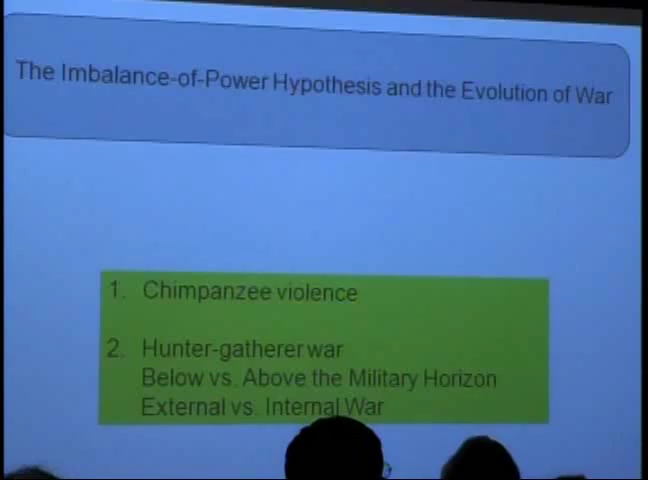 The Imbalance-of-Power Hypothesis and the Evolution of War
1. Chimpanzee violence
2. Hunter-gatherer war
Below vs. Above the Military Horizon
External vs. Internal War